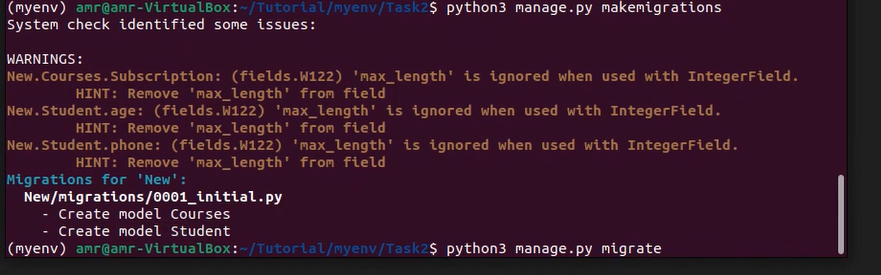 (myenv) amr@amr-VirtualBox:~/Tutorial/myenv/Task2$ python3 manage.py makemigrations
System check identified some issues:
WARNINGS:
New.Courses.Subscription: (fields.W122) 'max_length' is ignored when used with IntegerField.
HINT: Remove 'max_length' from field
New.Student.age: (fields.W122) 'max_length' is ignored when used with IntegerField.
HINT: Remove 'max_length' from field
New.Student.phone: (fields.W122) 'max_length' is ignored when used with IntegerField.
HINT: Remove 'max_length' from field
Migrations for 'New':
New/migrations/0001_initial.py
- Create model Courses
- Create model Student
(myenv) amr@amr-VirtualBox:~/Tutorial/myenv/Task2$ python3 manage.py migrate